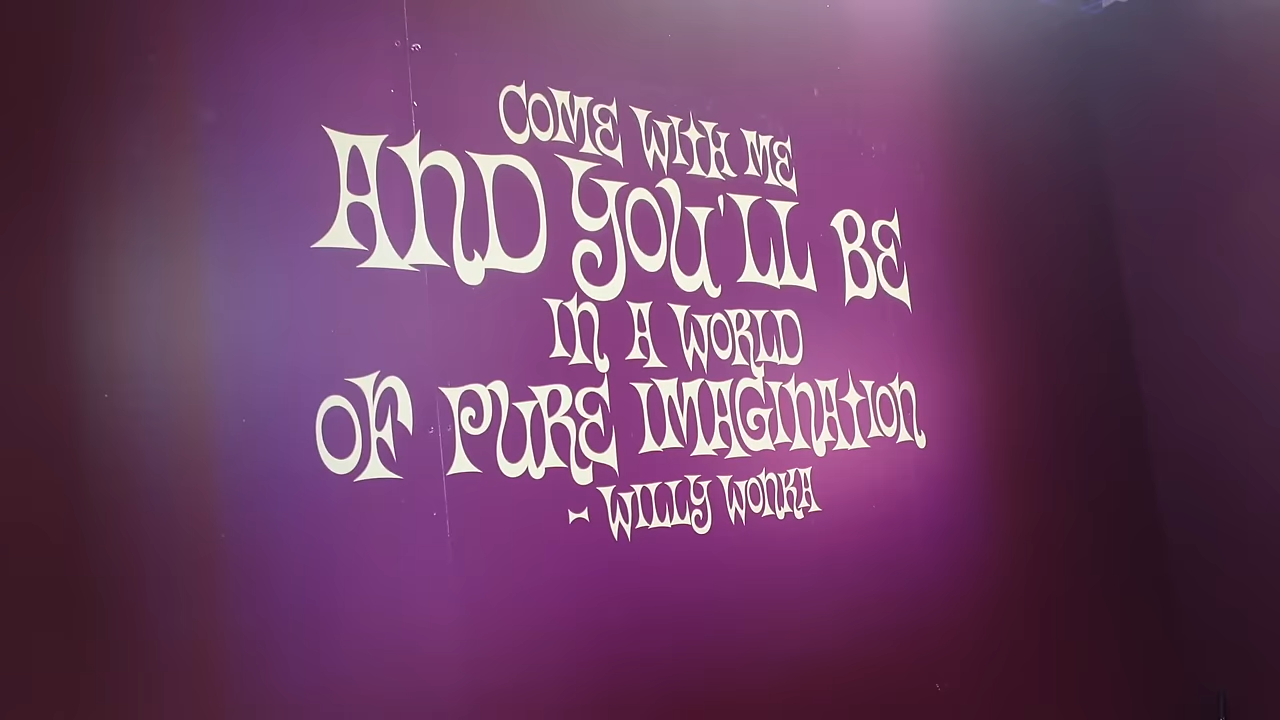 COME WITH ME
AND YOU'LL BE
IN A WORLD
OF PURE IMAGINATION
- WILLY WONKA